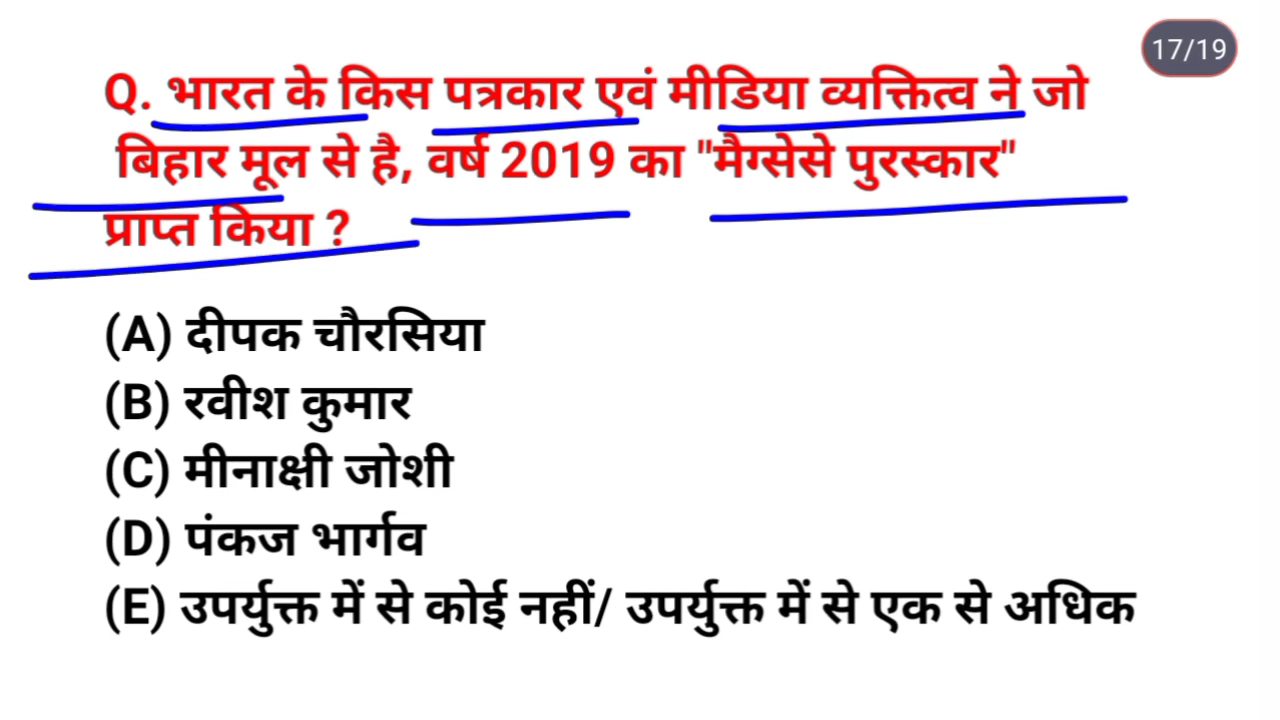 17/19
Q. भारत के किस पत्रकार एवं मीडिया व्यक्तित्व ने जो
बिहार मूल से है, वर्ष 2019 का "मैग्सेसे पुरस्कार"
प्राप्त किया ?
(A) दीपक चौरसिया
(B) रवीश कुमार
(C) मीनाक्षी जोशी
(D) पंकज भार्गव
(E) उपर्युक्त में से कोई नहीं/ उपर्युक्त में से एक से अधिक